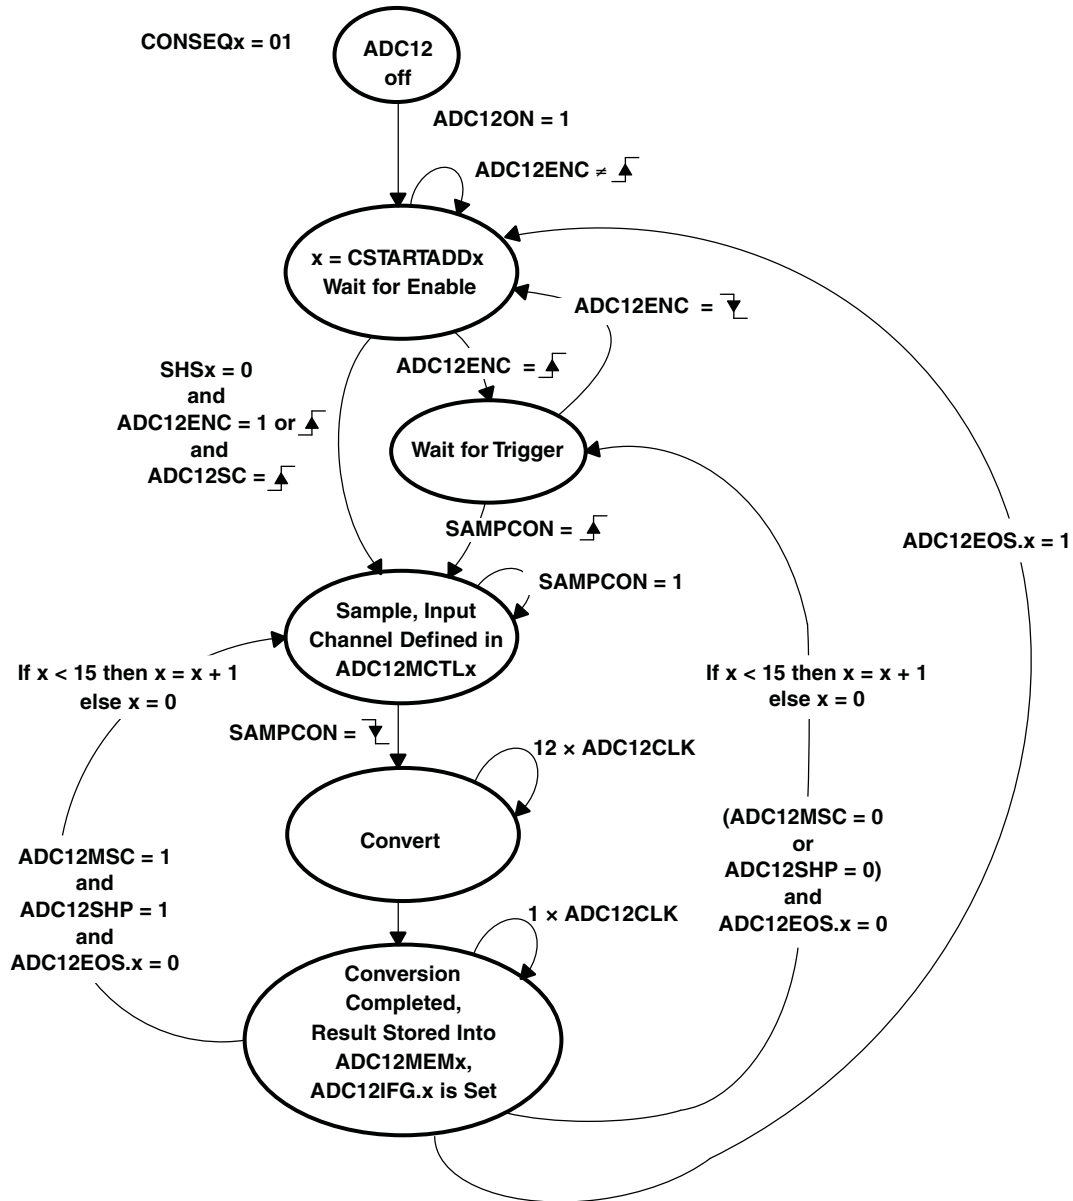 CONSEQx = 01
ADC12
off
ADC12ON = 1
ADC12ENC ≠
x = CSTARTADDx
Wait for Enable
ADC12ENC =
SHSx = 0
and
ADC12ENC = 1 or
and
ADC12SC =
ADC12ENC =
Wait for Trigger
SAMPCON =
ADC12EOS.x = 1
SAMPCON = 1
Sample, Input
Channel Defined in
ADC12MCTLx
If x < 15 then x = x + 1
else x = 0
If x < 15 then x = x + 1
else x = 0
SAMPCON =
12 × ADC12CLK
Convert
(ADC12MSC = 0
or
ADC12SHP = 0)
and
ADC12EOS.x = 0
ADC12MSC = 1
and
ADC12SHP = 1
and
ADC12EOS.x = 0
1 × ADC12CLK
Conversion
Completed,
Result Stored Into
ADC12MEMx,
ADC12IFG.x is Set